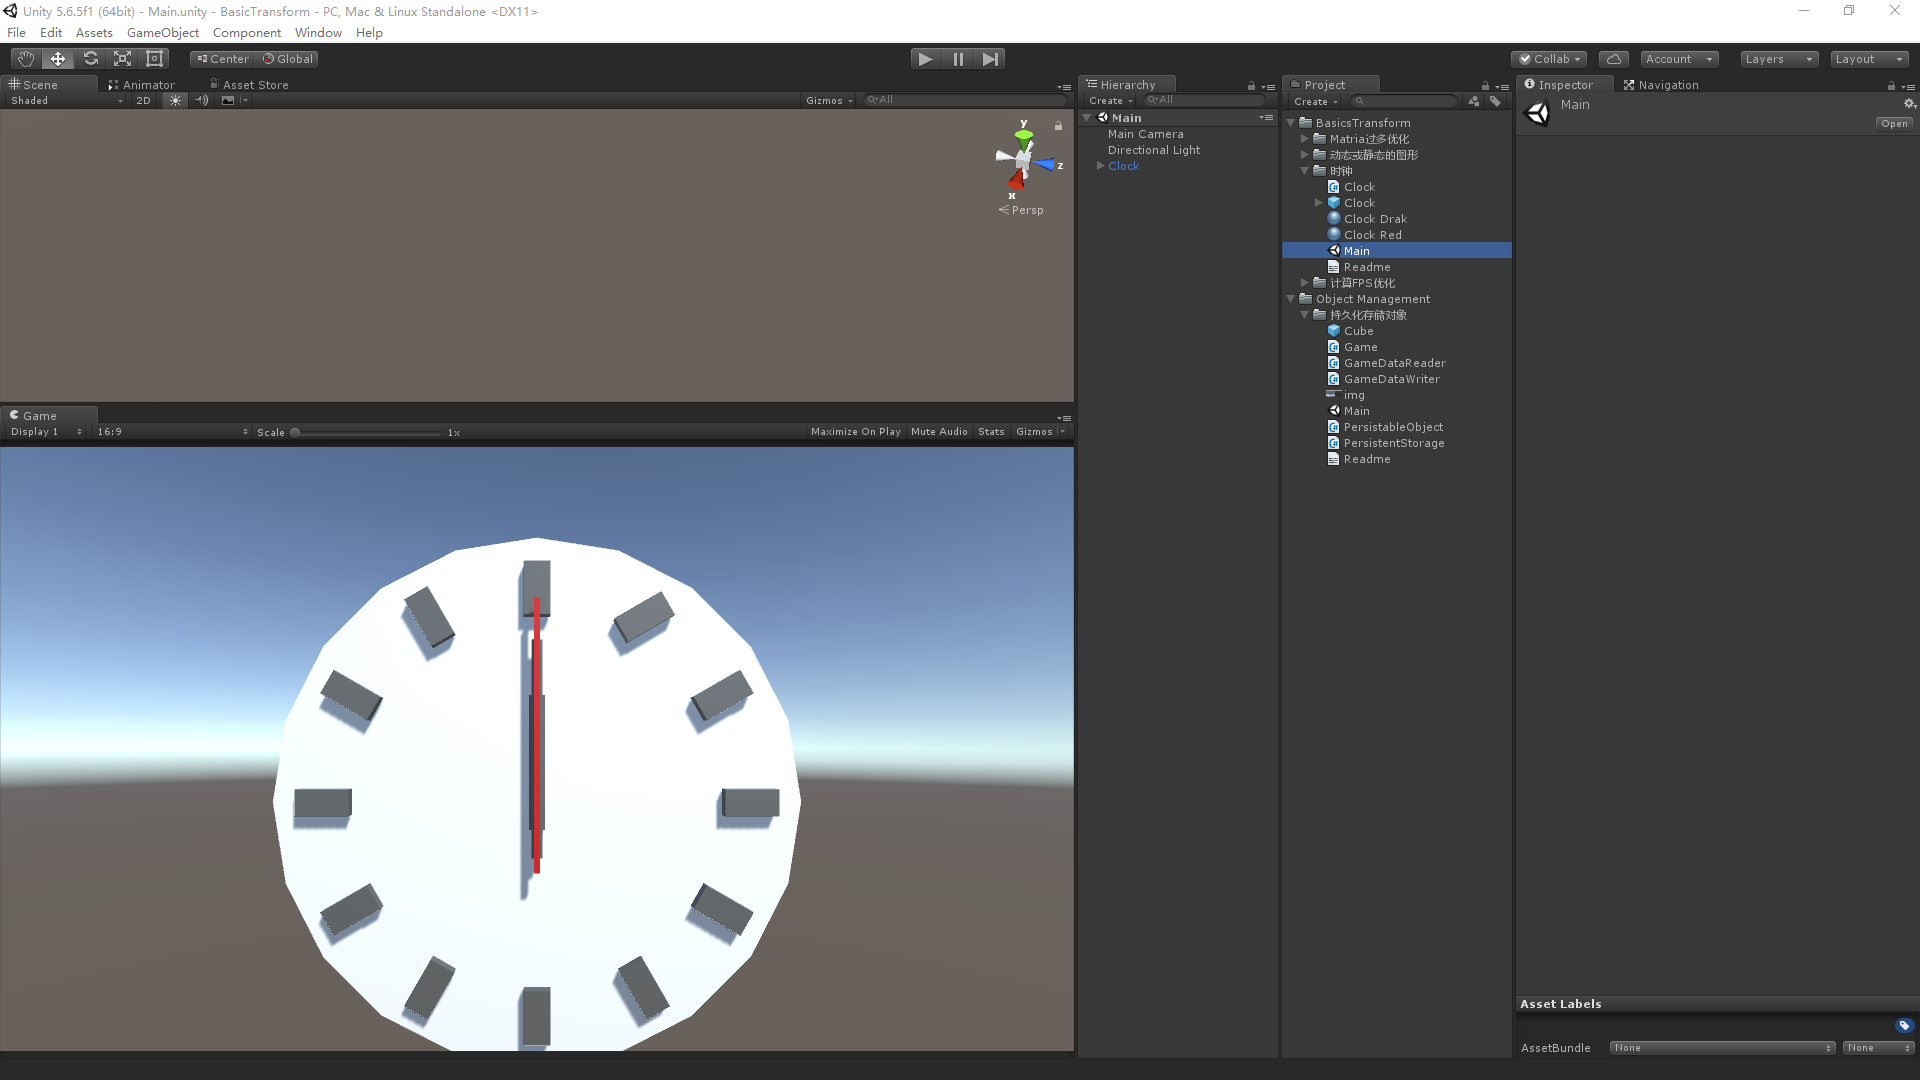 Unity 5.6.5f1 (64bit) - Main.unity - BasicTransform - PC, Mac & Linux Standalone <DX11>
File Edit Assets GameObject Component Window Help
Center Global Collab Account Layers Layout
Scene Animator Asset Store
Shaded 2D Gizmos All
y
z
x
Persp
Game
Display 1 16:9 Scale 1x Maximize On Play Mute Audio Stats Gizmos
Hierarchy
Create All
Main
Main Camera
Directional Light
Clock
Project
Create
BasicsTransform
Matria过多优化
动态或静态的图形
时钟
Clock
Clock
Clock Drak
Clock Red
Main
Readme
计算FPS优化
Object Management
持久化存储对象
Cube
Game
GameDataReader
GameDataWriter
img
Main
PersistableObject
PersistentStorage
Readme
Inspector Navigation
Main
Open
Asset Labels
AssetBundle None None